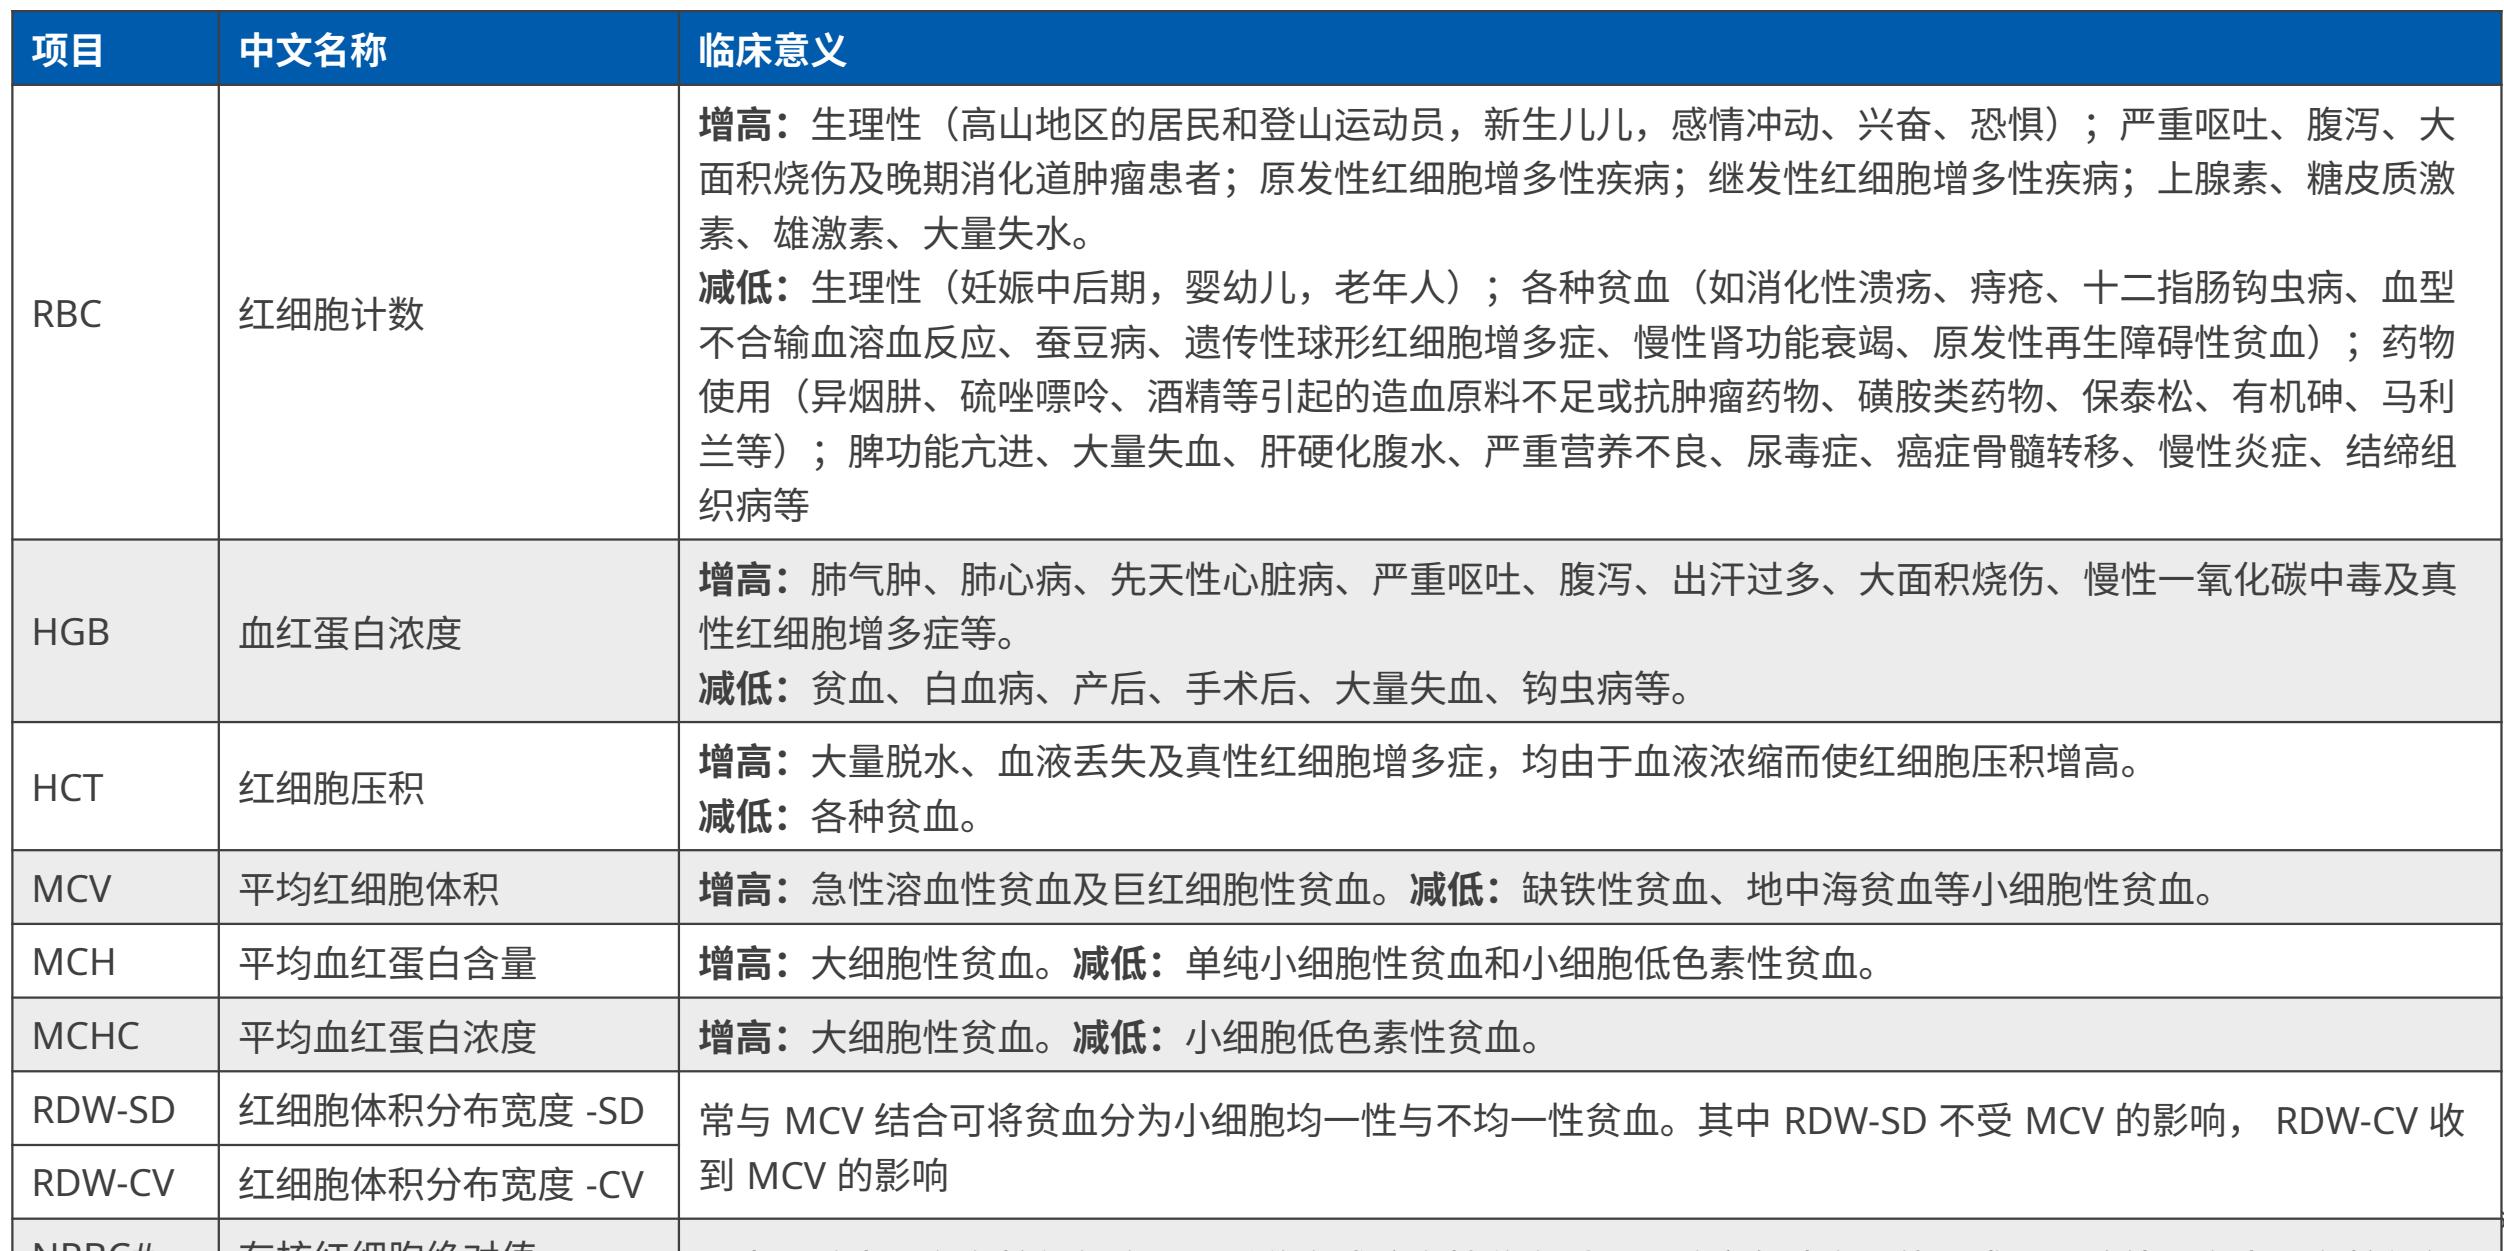 项目 中文名称 临床意义
RBC 红细胞计数
增高：生理性（高山地区的居民和登山运动员，新生儿儿，感情冲动、兴奋、恐惧）；严重呕吐、腹泻、大
面积烧伤及晚期消化道肿瘤患者；原发性红细胞增多性疾病；继发性红细胞增多性疾病；上腺素、糖皮质激
素、雄激素、大量失水。
减低：生理性（妊娠中后期，婴幼儿，老年人）；各种贫血（如消化性溃疡、痔疮、十二指肠钩虫病、血型
不合输血溶血反应、蚕豆病、遗传性球形红细胞增多症、慢性肾功能衰竭、原发性再生障碍性贫血）；药物
使用（异烟肼、硫唑嘌呤、酒精等引起的造血原料不足或抗肿瘤药物、磺胺类药物、保泰松、有机砷、马利
兰等）；脾功能亢进、大量失血、肝硬化腹水、严重营养不良、尿毒症、癌症骨髓转移、慢性炎症、结缔组
织病等
HGB 血红蛋白浓度
增高：肺气肿、肺心病、先天性心脏病、严重呕吐、腹泻、出汗过多、大面积烧伤、慢性一氧化碳中毒及真
性红细胞增多症等。
减低：贫血、白血病、产后、手术后、大量失血、钩虫病等。
HCT 红细胞压积
增高：大量脱水、血液丢失及真性红细胞增多症，均由于血液浓缩而使红细胞压积增高。
减低：各种贫血。
MCV 平均红细胞体积 增高：急性溶血性贫血及巨红细胞性贫血。减低：缺铁性贫血、地中海贫血等小细胞性贫血。
MCH 平均血红蛋白含量 增高：大细胞性贫血。减低：单纯小细胞性贫血和小细胞低色素性贫血。
MCHC 平均血红蛋白浓度 增高：大细胞性贫血。减低：小细胞低色素性贫血。
RDW-SD 红细胞体积分布宽度 -SD
RDW-CV 红细胞体积分布宽度 -CV
常与 MCV 结合可将贫血分为小细胞均一性与不均一性贫血。其中 RDW-SD 不受 MCV 的影响， RDW-CV 收
到 MCV 的影响